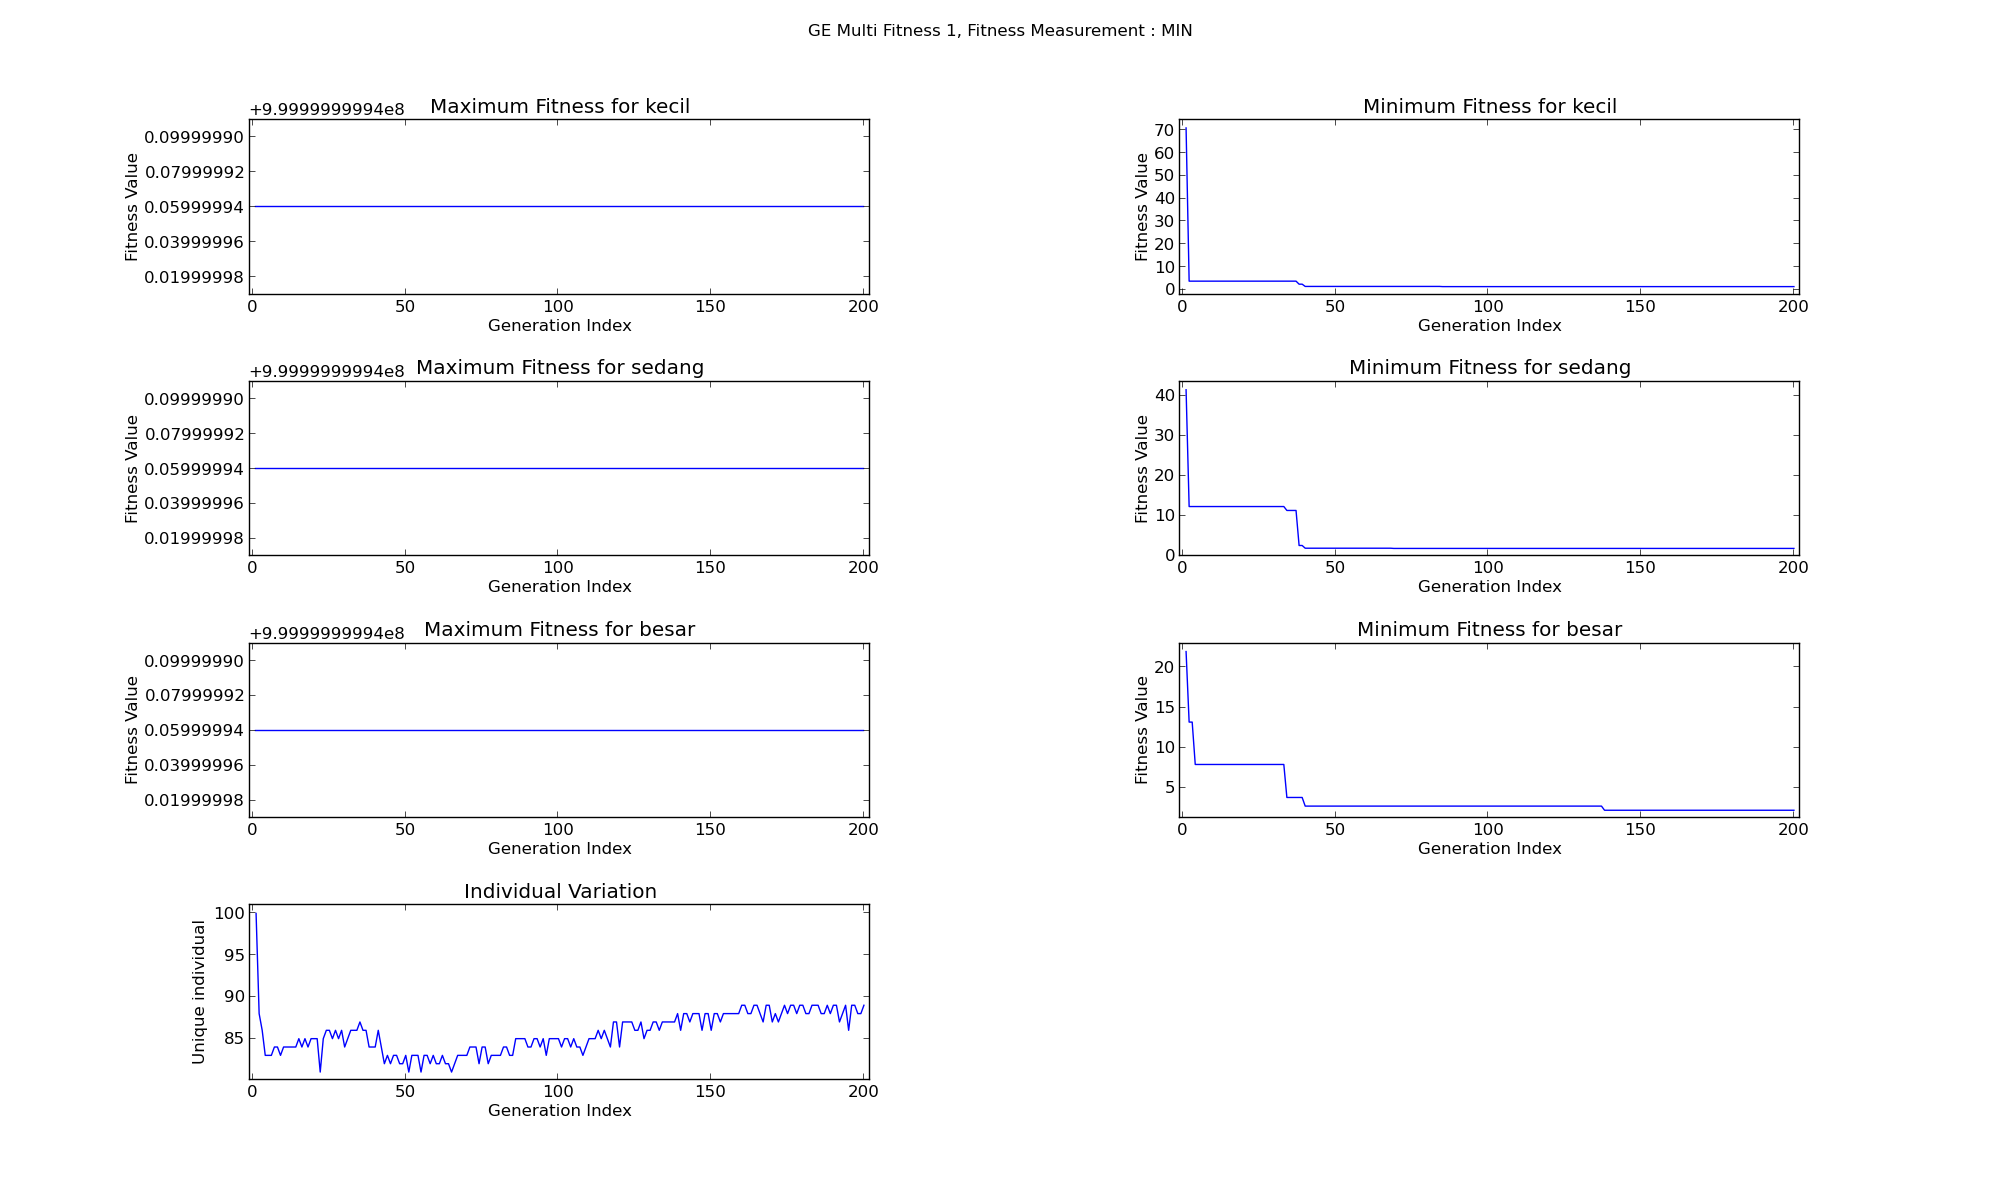 GE Multi Fitness 1, Fitness Measurement : MIN
+9.9999999994e8
Maximum Fitness for kecil
0.09999990
0.07999992
0.05999994
0.03999996
0.01999998
Fitness Value
0 50 100 150 200
Generation Index
Minimum Fitness for kecil
70
60
50
40
30
20
10
0
Fitness Value
0 50 100 150 200
Generation Index
+9.9999999994e8
Maximum Fitness for sedang
0.09999990
0.07999992
0.05999994
0.03999996
0.01999998
Fitness Value
0 50 100 150 200
Generation Index
Minimum Fitness for sedang
40
30
20
10
0
Fitness Value
0 50 100 150 200
Generation Index
+9.9999999994e8
Maximum Fitness for besar
0.09999990
0.07999992
0.05999994
0.03999996
0.01999998
Fitness Value
0 50 100 150 200
Generation Index
Minimum Fitness for besar
20
15
10
5
Fitness Value
0 50 100 150 200
Generation Index
Individual Variation
100
95
90
85
Unique individual
0 50 100 150 200
Generation Index